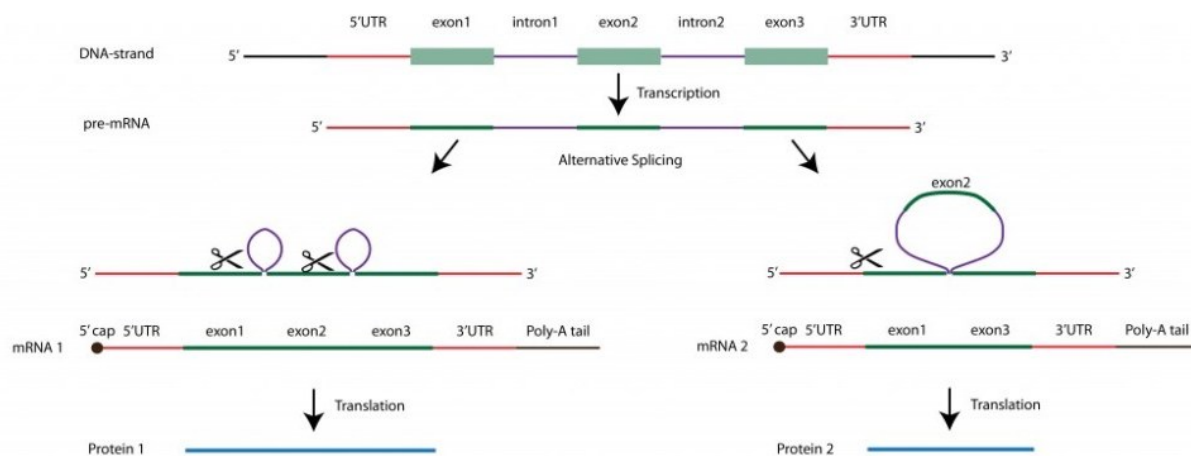 5'UTR exon1 intron1 exon2 intron2 exon3 3'UTR
DNA-strand 5' 3'
Transcription
pre-mRNA 5' 3'
Alternative Splicing
exon2
5' 3' 5' 3'
5' cap 5'UTR exon1 exon2 exon3 3'UTR Poly-A tail
mRNA 1
5' cap 5'UTR exon1 exon3 3'UTR Poly-A tail
mRNA 2
Translation Translation
Protein 1 Protein 2